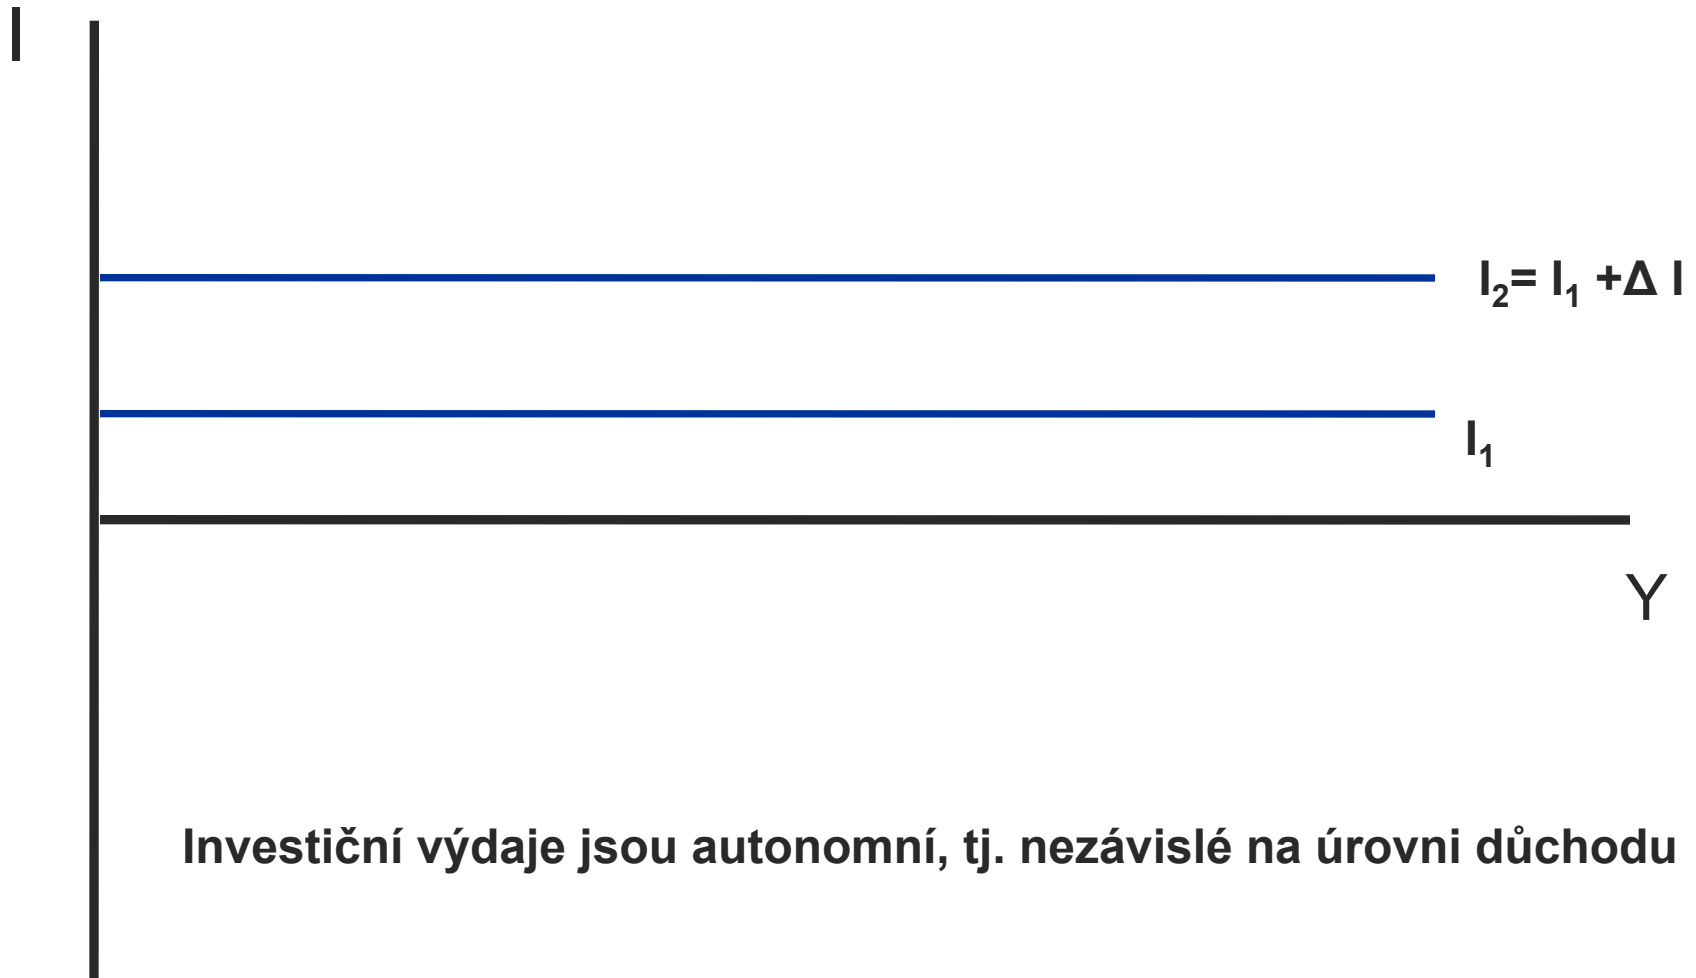 I
I₂= I₁ +Δ I
I₁
Y
Investiční výdaje jsou autonomní, tj. nezávislé na úrovni důchodu